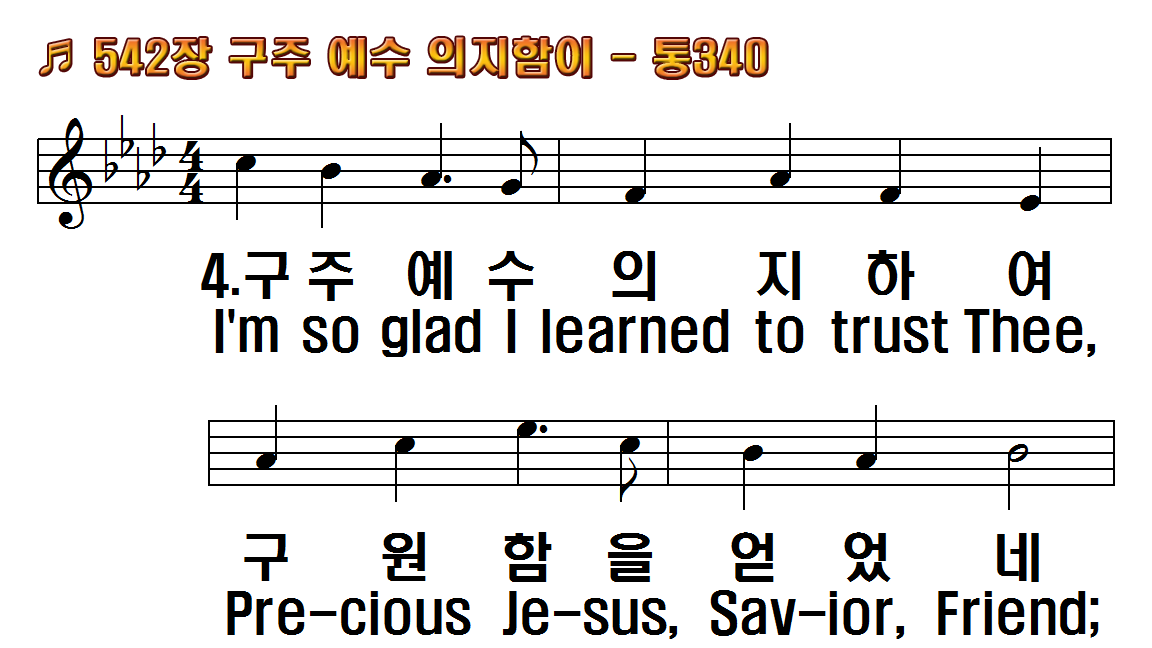 ♬ 542장 구주 예수 의지함이 - 통340
4.구 주 예 수 의 지 하 여
I'm so glad I learned to trust Thee,
구 원 함 을 얻 었 네
Pre-cious Je-sus, Sav-ior, Friend;